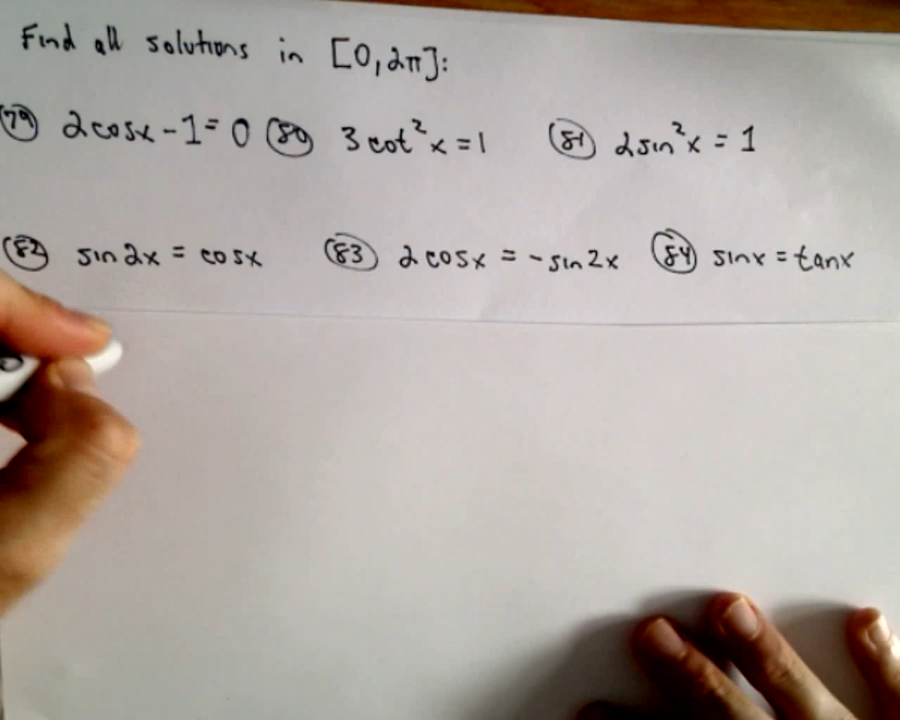 Find all solutions in [0,2π]:
79 2cosx-1=0 80 3cot²x=1 81 2sin²x=1
82 sin2x=cosx 83 2cosx=-sin2x 84 sinx=tanx